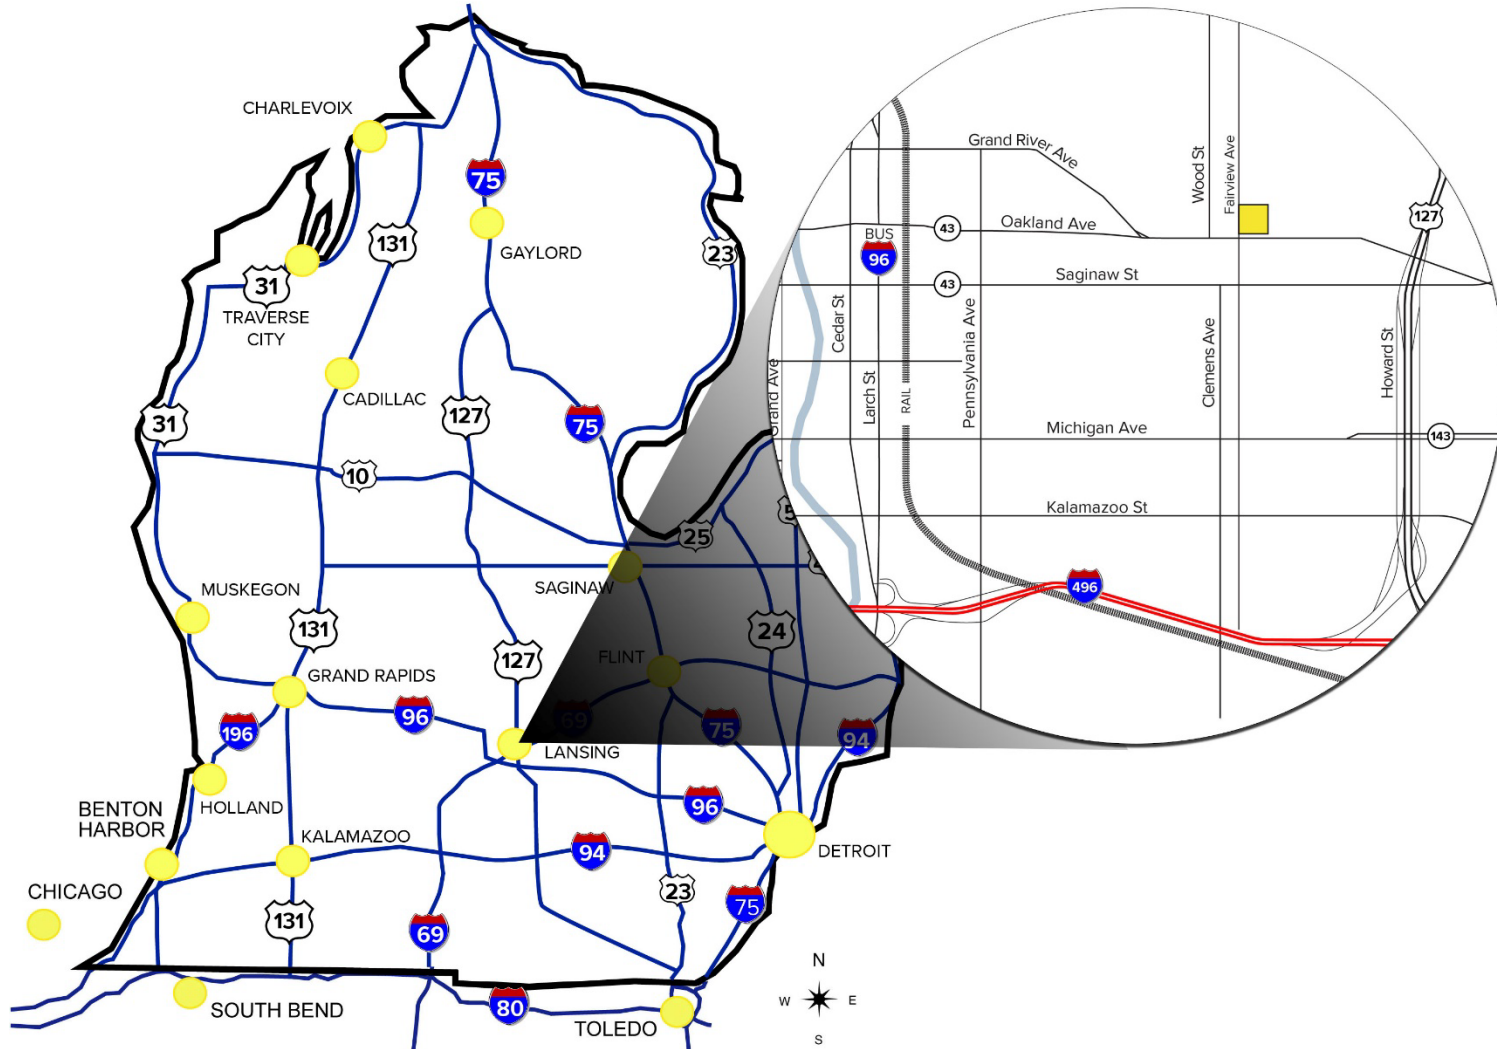 CHARLEVOIX
75
131
GAYLORD
23
31
TRAVERSE
CITY
CADILLAC
31
127
75
10
25
SAGINAW
MUSKEGON
131
127
24
FLINT
GRAND RAPIDS
96
69
75
196
94
LANSING
HOLLAND
96
BENTON
HARBOR
KALAMAZOO
94
DETROIT
CHICAGO
23
75
131
69
SOUTH BEND
80
TOLEDO
N
W
E
S
Grand River Ave
Wood St
Fairview Ave
127
43
Oakland Ave
BUS
96
43
Saginaw St
Cedar St
Pennsylvania Ave
Clemens Ave
Howard St
Larch St
RAIL
Michigan Ave
143
Kalamazoo St
496